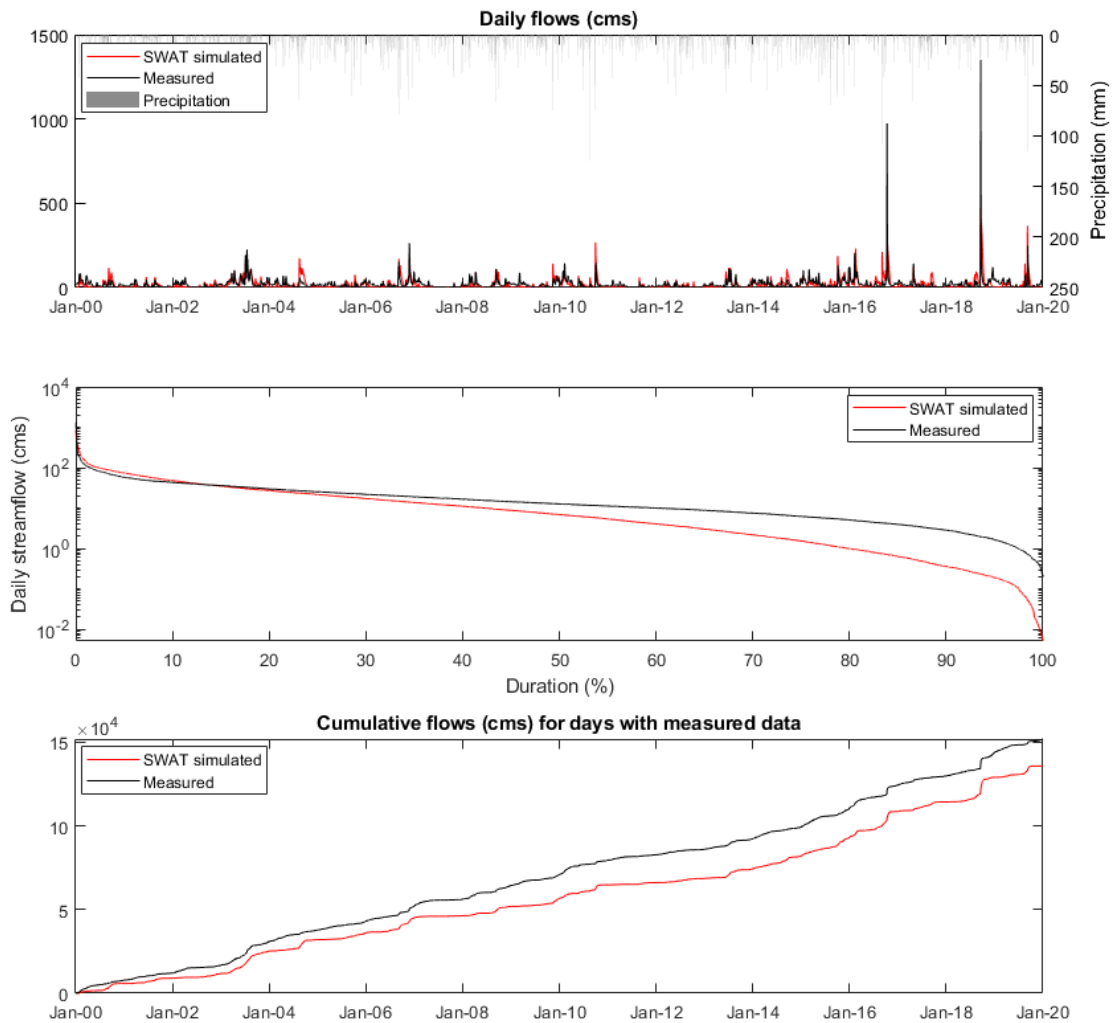 Daily flows (cms)
1500
1000
500
0
0
50
100
150
200
250
Precipitation (mm)
SWAT simulated
Measured
Precipitation
Jan-00 Jan-02 Jan-04 Jan-06 Jan-08 Jan-10 Jan-12 Jan-14 Jan-16 Jan-18 Jan-20
Daily streamflow (cms)
10^4
10^2
10^0
10^-2
SWAT simulated
Measured
0 10 20 30 40 50 60 70 80 90 100
Duration (%)
× 10^4
Cumulative flows (cms) for days with measured data
15
10
5
0
SWAT simulated
Measured
Jan-00 Jan-02 Jan-04 Jan-06 Jan-08 Jan-10 Jan-12 Jan-14 Jan-16 Jan-18 Jan-20